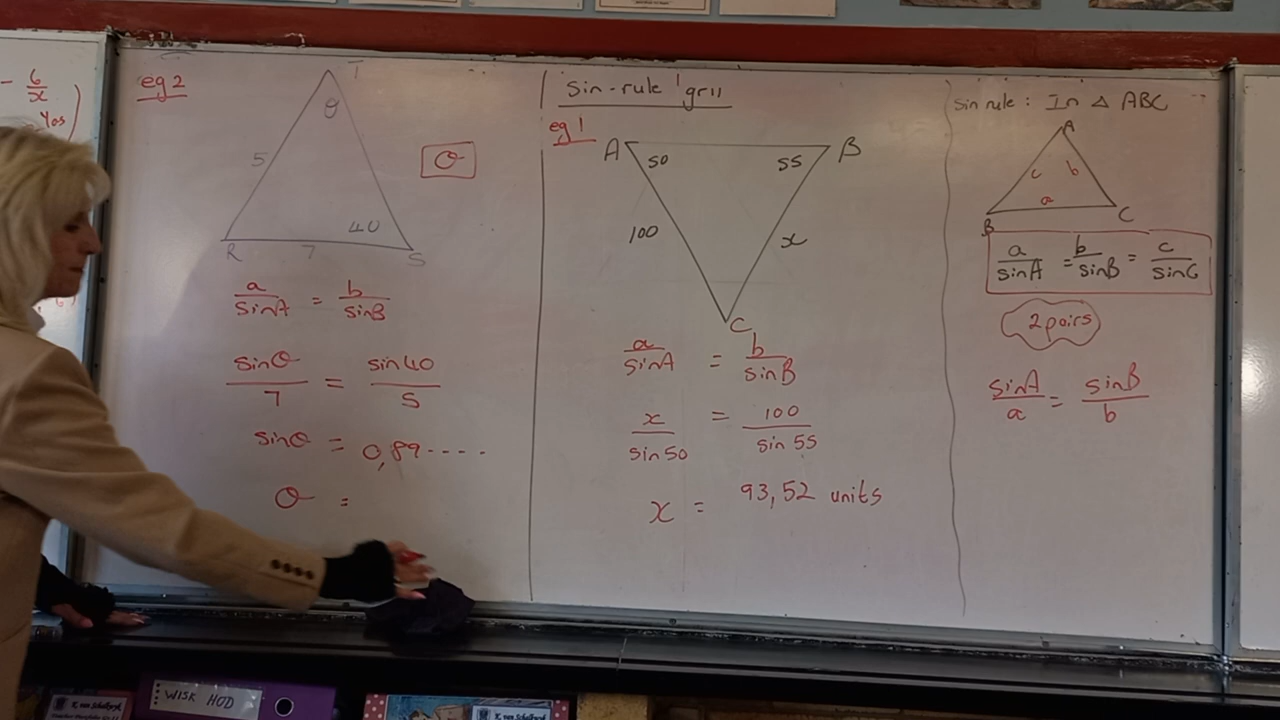 - 6
x
Yos
eg 2
T
θ
5
θ
40
R
7
S
a/sinA = b/sinB
sinθ/7 = sin40/5
sinθ = 0,89....
θ =
Sin-rule gr11
eg 1
A
50
55
B
100
x
C
a/sinA = b/sinB
x/sin50 = 100/sin55
x = 93,52 units
Sin rule: In △ ABC
A
c
b
a
B
C
a/sinA = b/sinB = c/sinC
2 pairs
sinA/a = sinB/b
WISK HOD